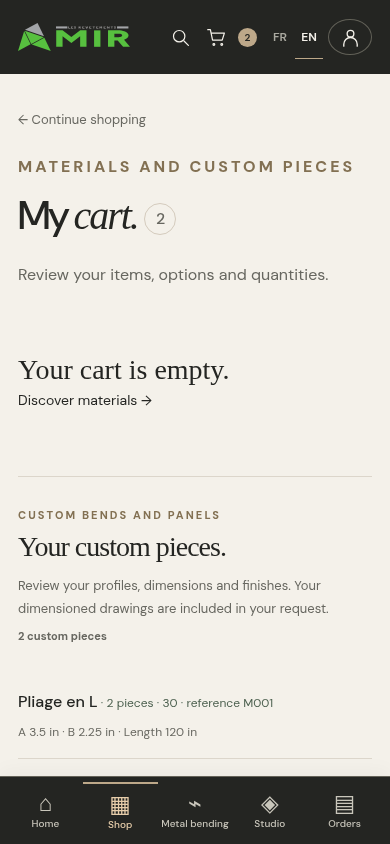 LES REVÊTEMENTS
MIR
2
FR
EN
← Continue shopping
MATERIALS AND CUSTOM PIECES
My cart. 2
Review your items, options and quantities.
Your cart is empty.
Discover materials →
CUSTOM BENDS AND PANELS
Your custom pieces.
Review your profiles, dimensions and finishes. Your
dimensioned drawings are included in your request.
2 custom pieces
Pliage en L · 2 pieces · 30 · reference M001
A 3.5 in · B 2.25 in · Length 120 in
Home
Shop
Metal bending
Studio
Orders